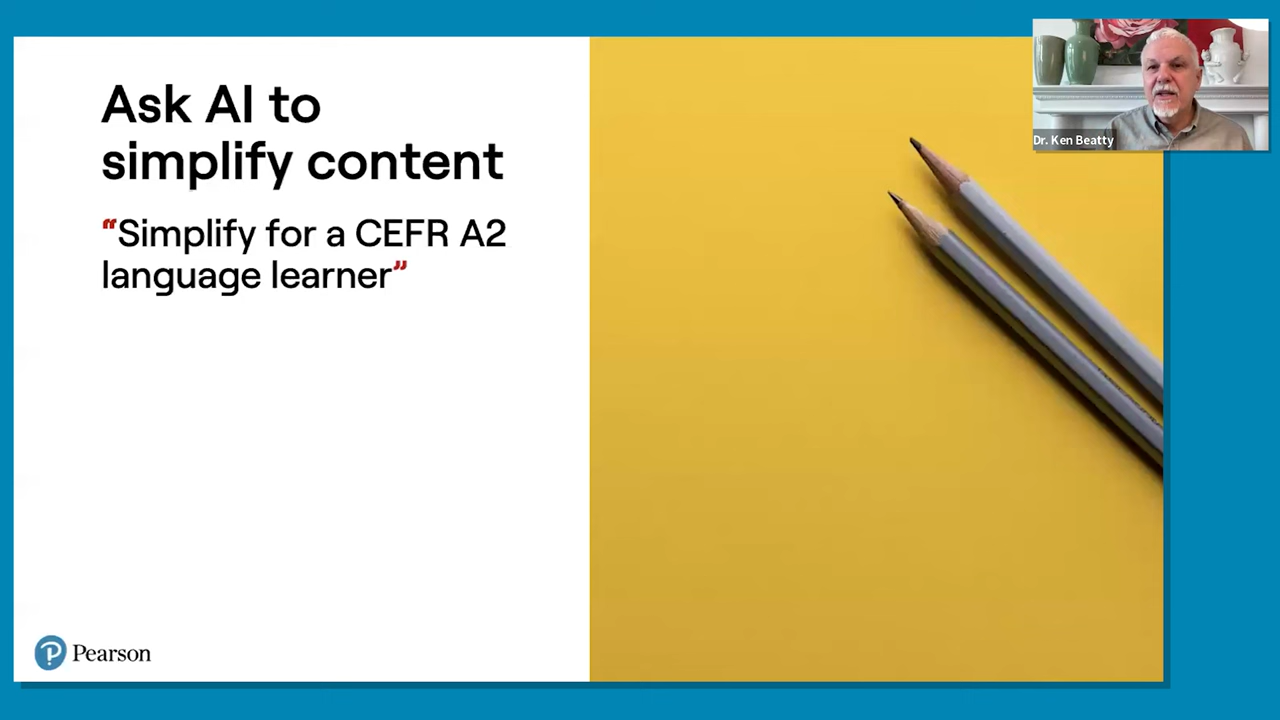 Ask AI to
simplify content
“Simplify for a CEFR A2
language learner”
Dr. Ken Beatty
Pearson